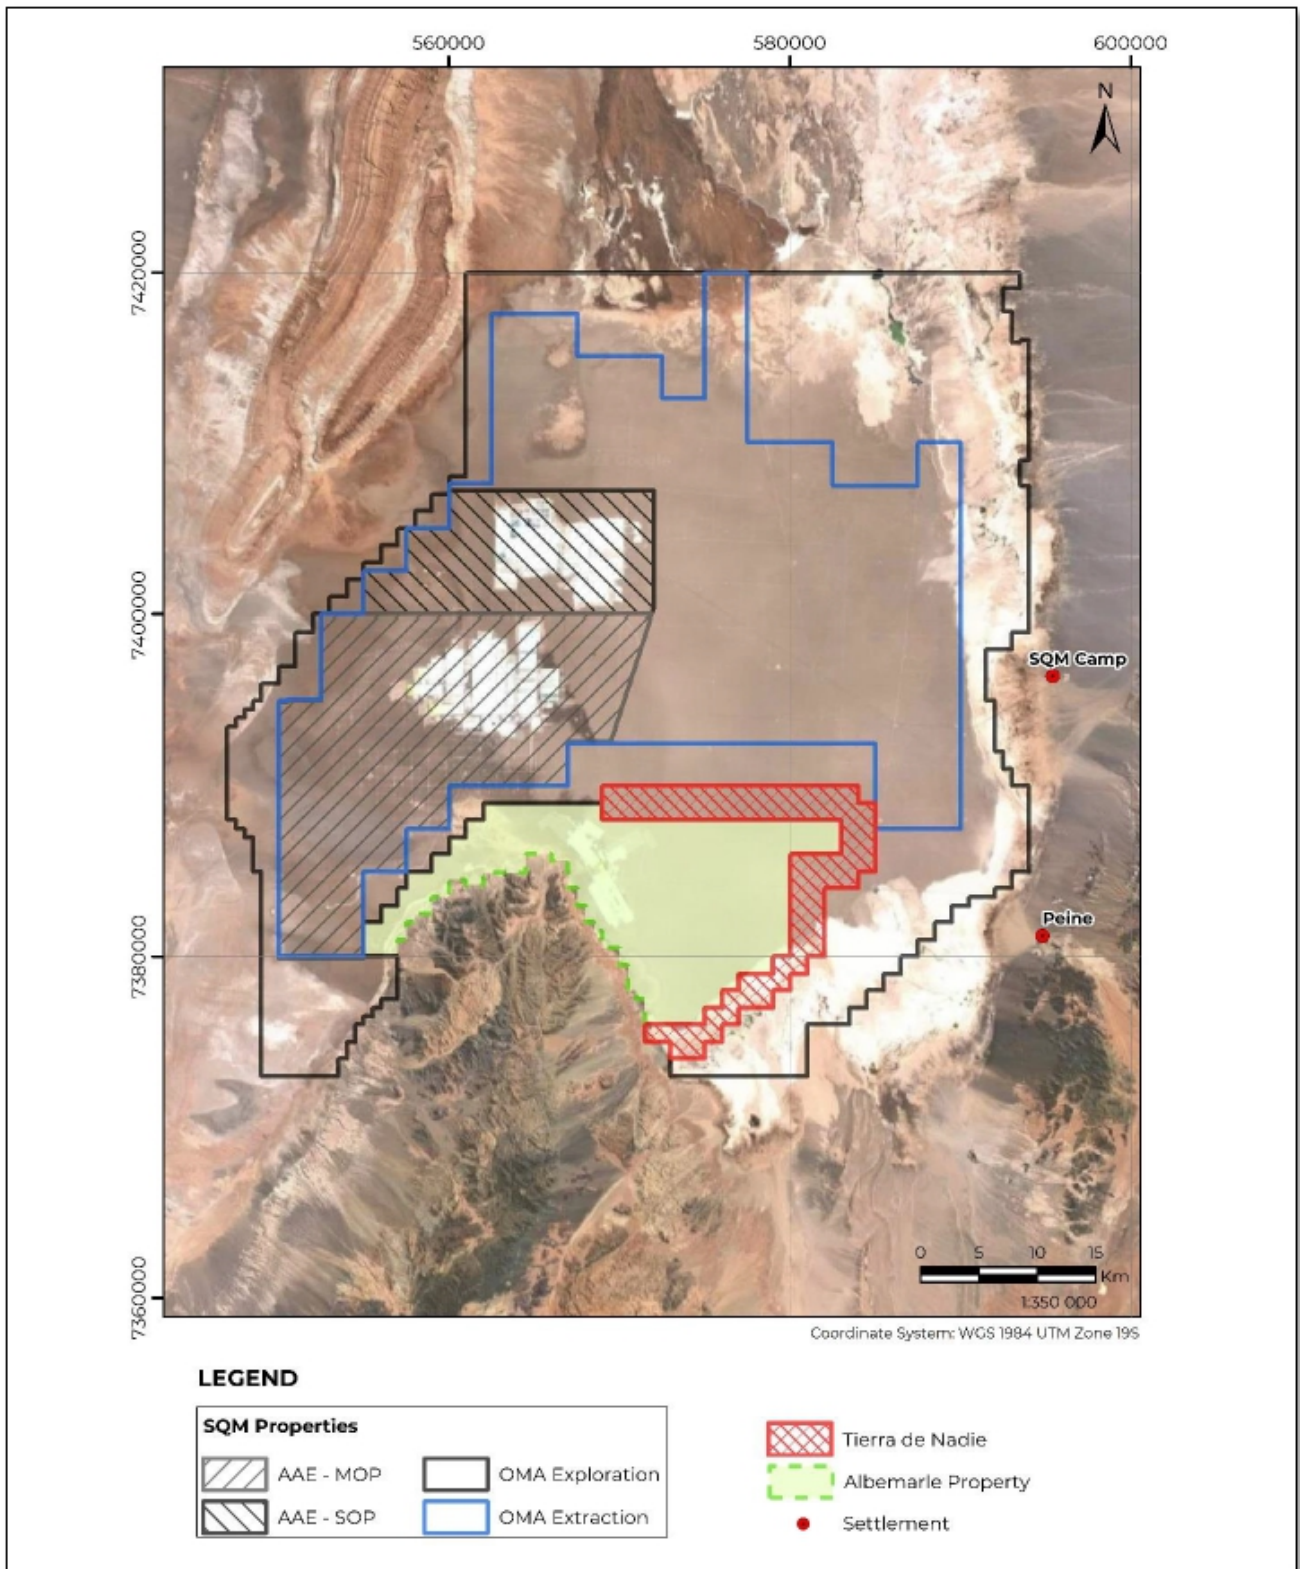 560000 580000 600000
N
7420000
7400000
SQM Camp
Peine
7380000
0 5 10 15
Km
1:350 000
7360000
Coordinate System: WGS 1984 UTM Zone 19S
LEGEND
SQM Properties
AAE - MOP OMA Exploration
AAE - SOP OMA Extraction
Tierra de Nadie
Albemarle Property
Settlement